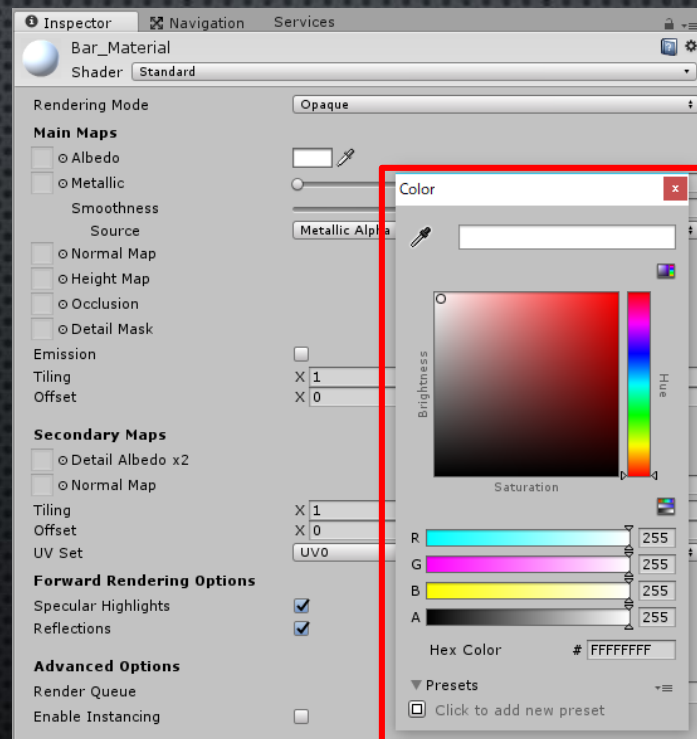 Inspector Navigation Services
Bar_Material
Shader Standard
Rendering Mode Opaque
Main Maps
Albedo
Metallic
Smoothness
Source Metallic Alpha
Normal Map
Height Map
Occlusion
Detail Mask
Emission
Tiling X 1
Offset X 0
Secondary Maps
Detail Albedo x2
Normal Map
Tiling X 1
Offset X 0
UV Set UV0
Forward Rendering Options
Specular Highlights
Reflections
Advanced Options
Render Queue
Enable Instancing
Color x
Brightness
Hue
Saturation
R 255
G 255
B 255
A 255
Hex Color # FFFFFFFF
Presets
Click to add new preset